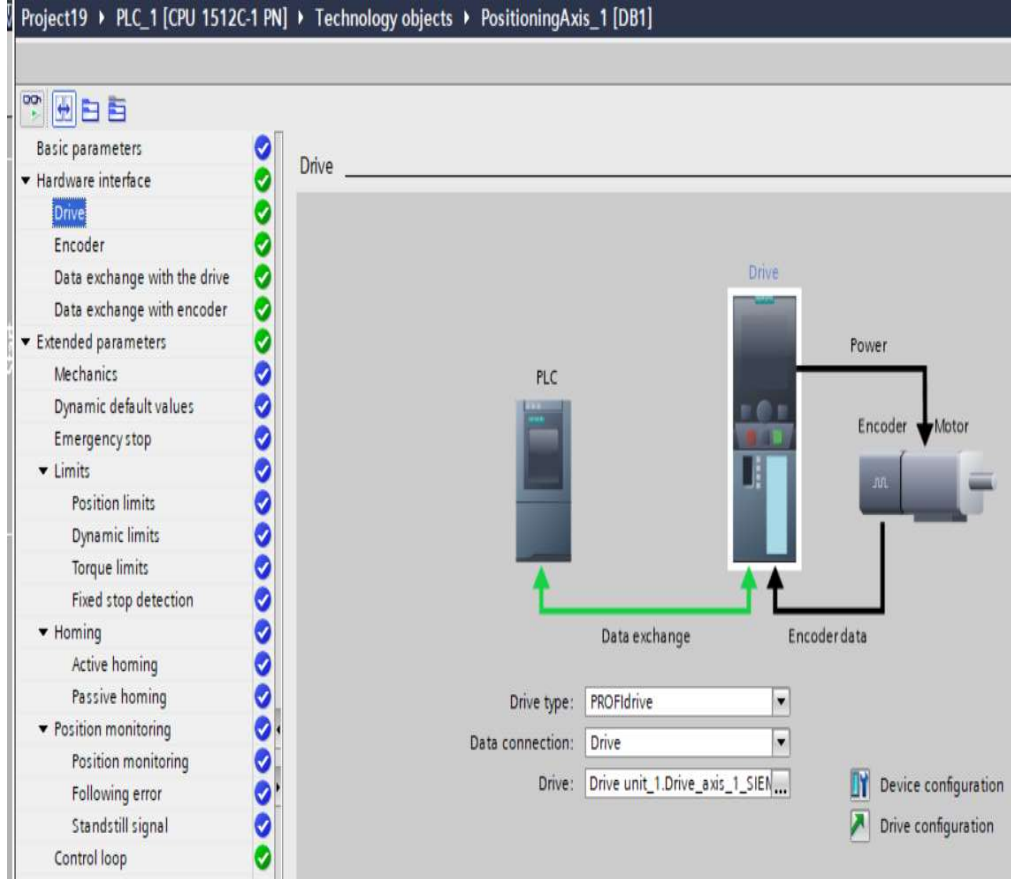 Project19 ▸ PLC_1 [CPU 1512C-1 PN] ▸ Technology objects ▸ PositioningAxis_1 [DB1]
Basic parameters
Hardware interface
Drive
Encoder
Data exchange with the drive
Data exchange with encoder
Extended parameters
Mechanics
Dynamic default values
Emergency stop
Limits
Position limits
Dynamic limits
Torque limits
Fixed stop detection
Homing
Active homing
Passive homing
Position monitoring
Position monitoring
Following error
Standstill signal
Control loop
Drive
Drive
Power
PLC
Encoder
Motor
Data exchange
Encoder data
Drive type: PROFIdrive
Data connection: Drive
Drive: Drive unit_1.Drive_axis_1_SIEM...
Device configuration
Drive configuration